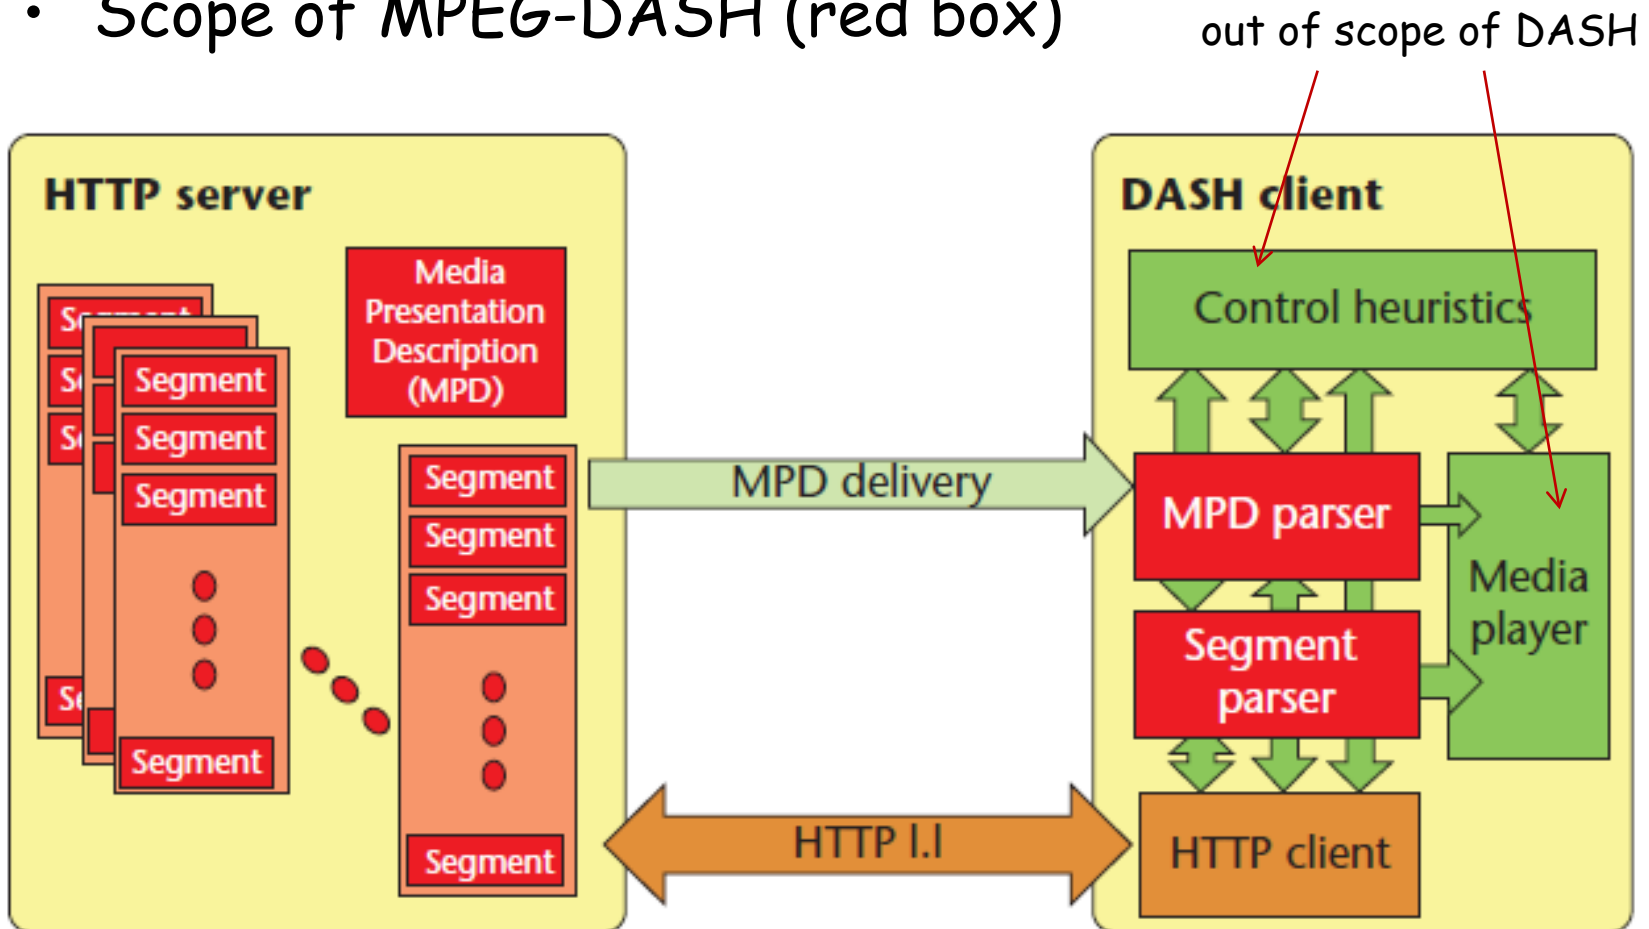 • Scope of MPEG-DASH (red box)
out of scope of DASH
HTTP server
Media
Presentation
Description
(MPD)
Segment
Segment
Segment
Segment
Segment
Segment
Segment
Segment
Segment
MPD delivery
HTTP l.l
DASH client
Control heuristics
MPD parser
Media
player
Segment
parser
HTTP client